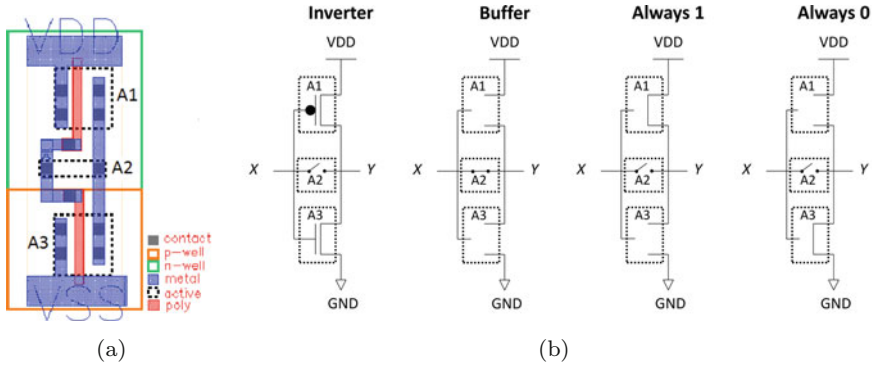 VDD
A1
A2
A3
VSS
contact
p-well
n-well
metal
active
poly
(a)
Inverter
VDD
A1
X
A2
Y
A3
GND
Buffer
VDD
A1
X
A2
Y
A3
GND
Always 1
VDD
A1
X
A2
Y
A3
GND
Always 0
VDD
A1
X
A2
Y
A3
GND
(b)